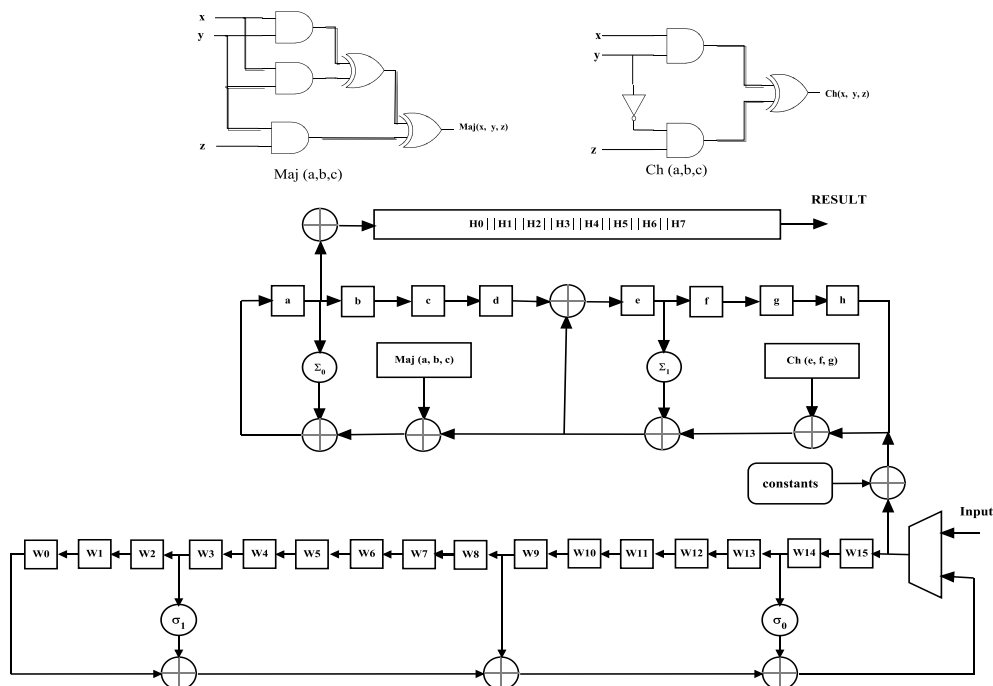 x
y
z
Maj(x, y, z)
Maj (a,b,c)
x
y
z
Ch(x, y, z)
Ch (a,b,c)
RESULT
H0||H1||H2||H3||H4||H5||H6||H7
a b c d e f g h
Σ0
Maj (a, b, c)
Σ1
Ch (e, f, g)
constants
Input
W0 W1 W2 W3 W4 W5 W6 W7 W8 W9 W10 W11 W12 W13 W14 W15
σ1
σ0